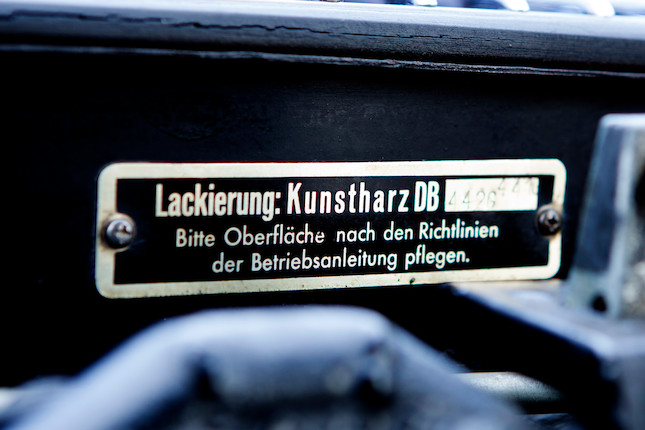 Lackierung: Kunstharz DB
Bitte Oberfläche nach den Richtlinien
der Betriebsanleitung pflegen.